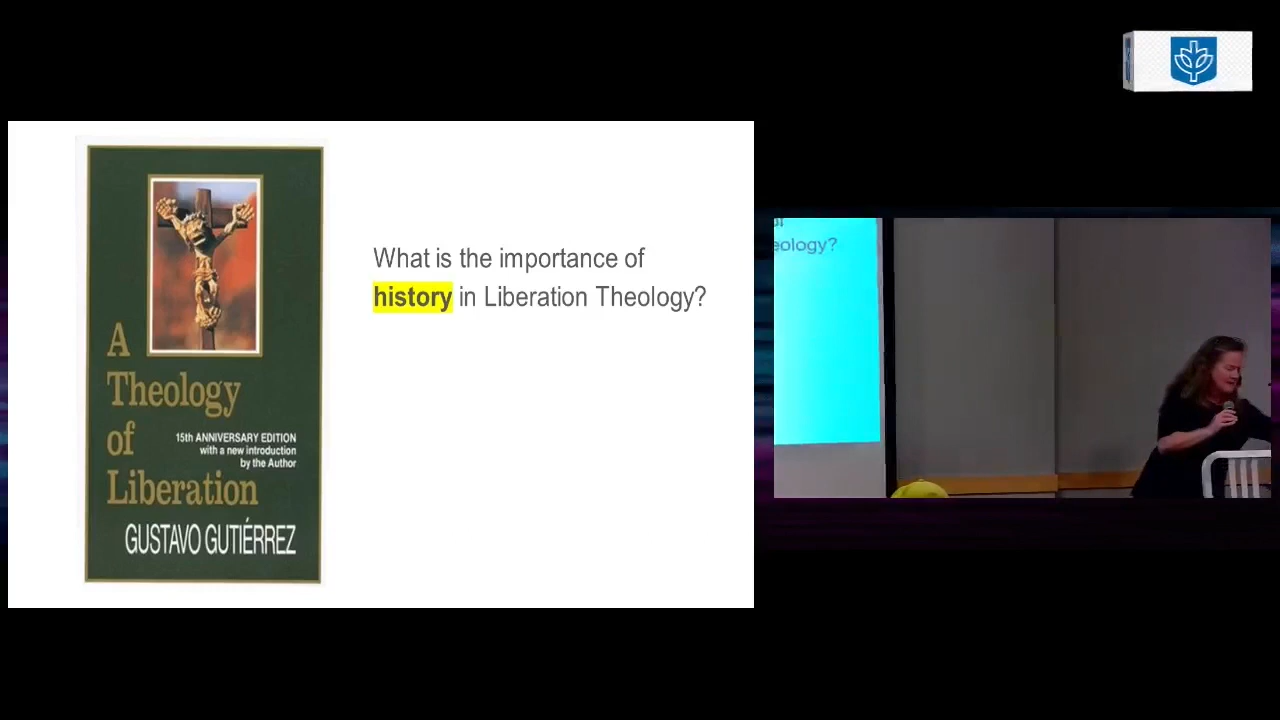 What is the importance of
history in Liberation Theology?
A
Theology
of
Liberation
15th ANNIVERSARY EDITION
with a new introduction
by the Author
GUSTAVO GUTIÉRREZ
eology?